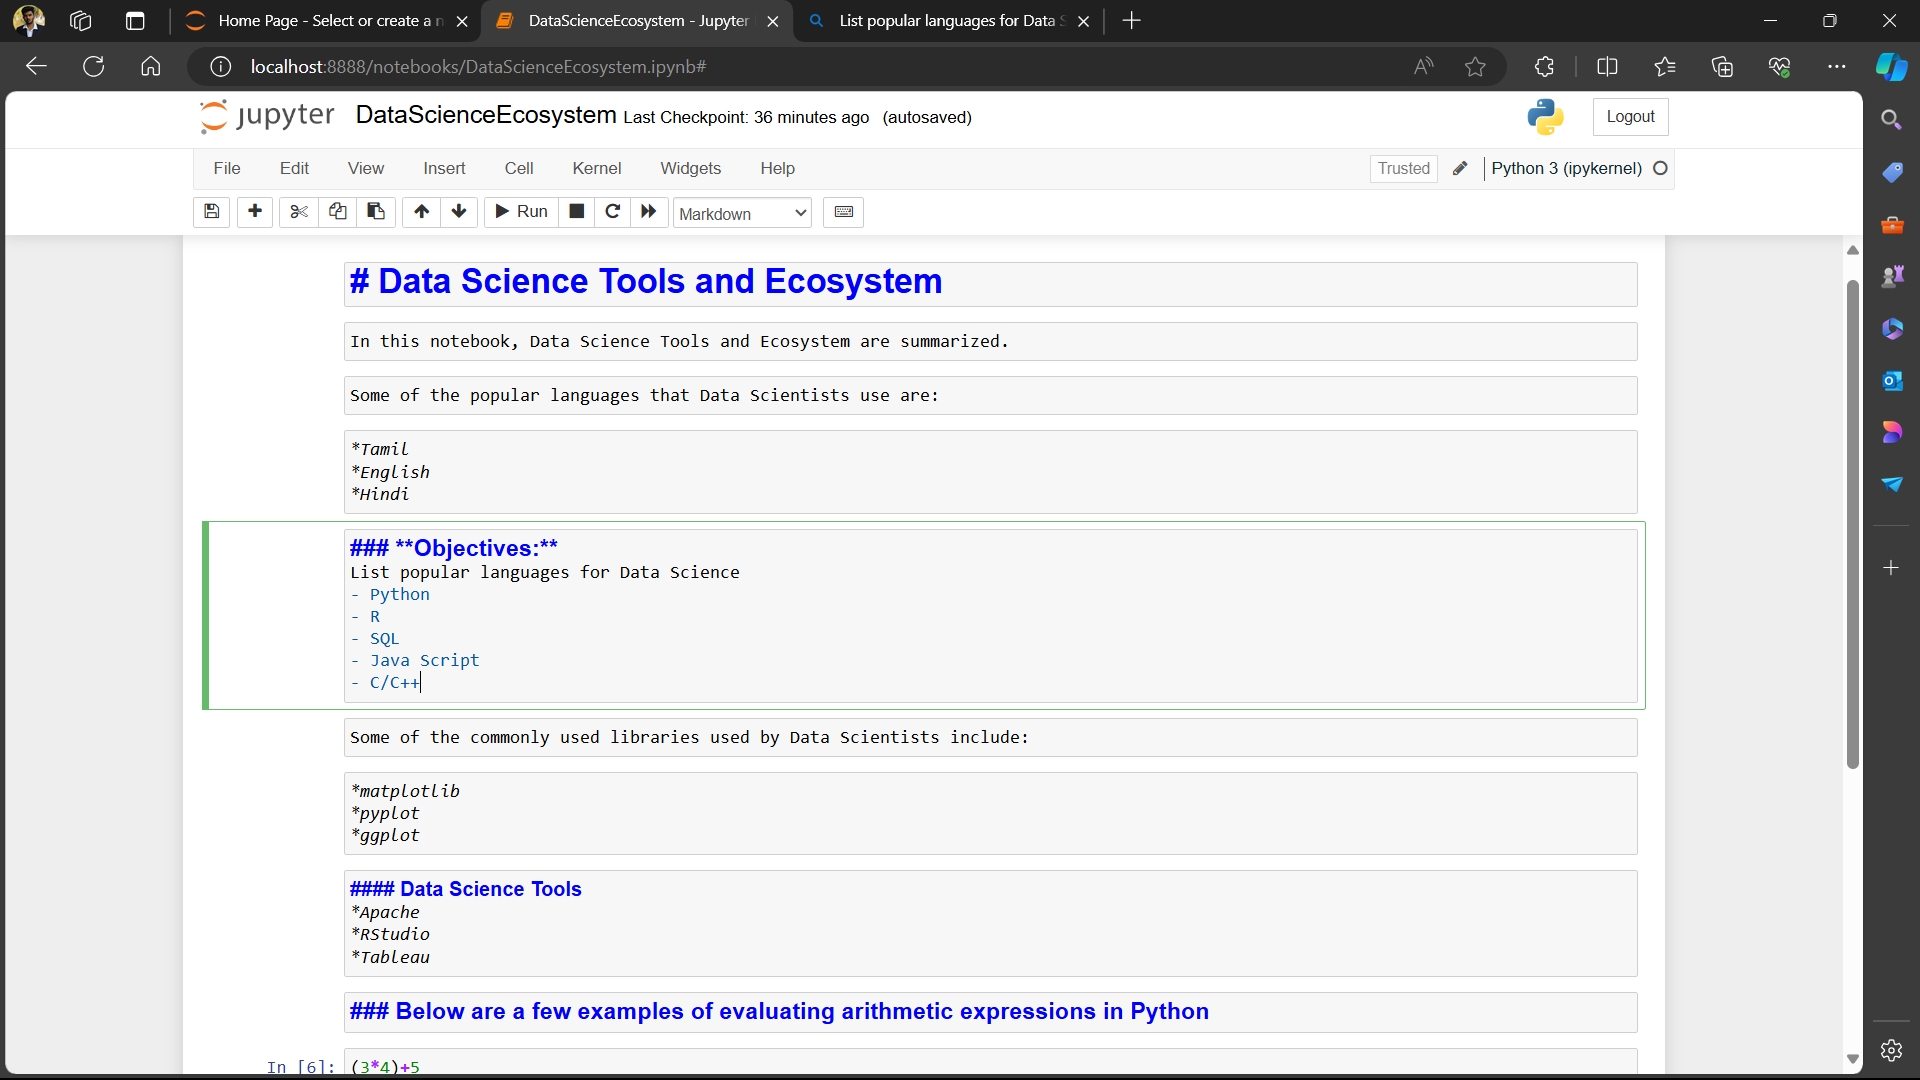 Home Page - Select or create a n
DataScienceEcosystem - Jupyter
List popular languages for Data S
localhost:8888/notebooks/DataScienceEcosystem.ipynb#
jupyter DataScienceEcosystem Last Checkpoint: 36 minutes ago (autosaved)
Logout
File Edit View Insert Cell Kernel Widgets Help
Trusted Python 3 (ipykernel)
Run Markdown
# Data Science Tools and Ecosystem
In this notebook, Data Science Tools and Ecosystem are summarized.
Some of the popular languages that Data Scientists use are:
*Tamil
*English
*Hindi
### **Objectives:**
List popular languages for Data Science
- Python
- R
- SQL
- Java Script
- C/C++
Some of the commonly used libraries used by Data Scientists include:
*matplotlib
*pyplot
*ggplot
#### Data Science Tools
*Apache
*RStudio
*Tableau
### Below are a few examples of evaluating arithmetic expressions in Python
In [6]: (3*4)+5